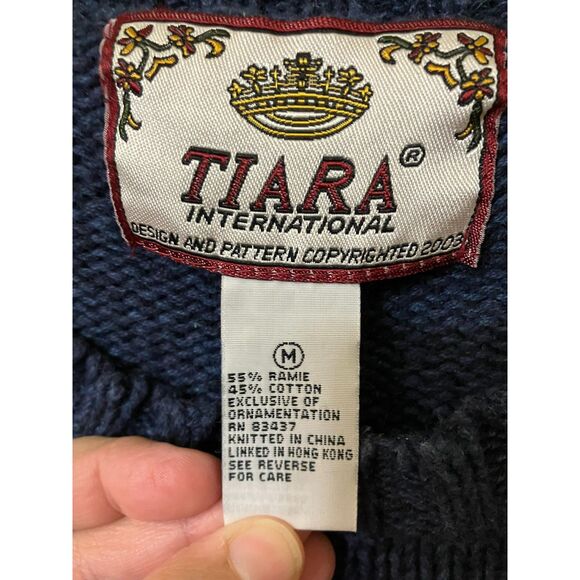 TIARA®
INTERNATIONAL
DESIGN AND PATTERN COPYRIGHTED 2003
M
55% RAMIE
45% COTTON
EXCLUSIVE OF
ORNAMENTATION
RN 83437
KNITTED IN CHINA
LINKED IN HONG KONG
SEE REVERSE
FOR CARE